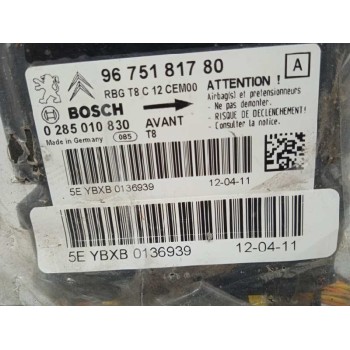 96 751 817 80
RBG T8 C 12 CEM00
BOSCH
0 285 010 830
AVANT
Made in Germany
085
T8
ATTENTION !
A
Airbag(s) et pretensionneurs
- Ne pas demonter.
- RISQUE DE DECLENCHEMENT!
- Consulter la notice.
5E YBXB 0136939
12-04-11
5E YBXB 0136939
12-04-11